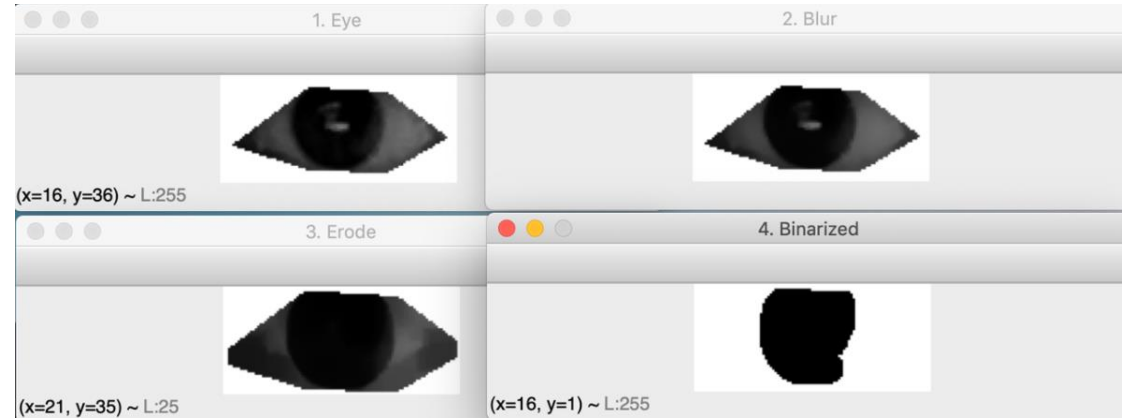 1. Eye
2. Blur
(x=16, y=36) ~ L:255
3. Erode
4. Binarized
(x=21, y=35) ~ L:25
(x=16, y=1) ~ L:255